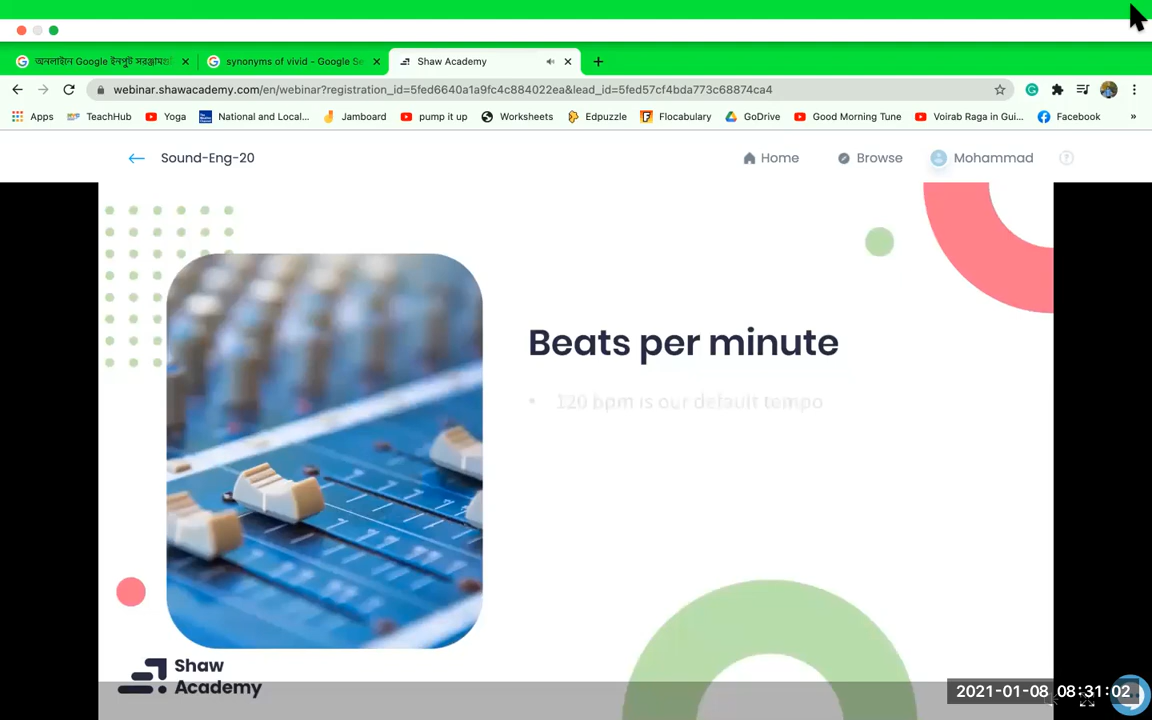 অনলাইনে Google ইনপুট সরঞ্জামগু
synonyms of vivid - Google Se
Shaw Academy
webinar.shawacademy.com/en/webinar?registration_id=5fed6640a1a9fc4c884022ea&lead_id=5fed57cf4bda773c68874ca4
Apps TeachHub Yoga National and Local... Jamboard pump it up Worksheets Edpuzzle Flocabulary GoDrive Good Morning Tune Voirab Raga in Gui... Facebook »
Sound-Eng-20 Home Browse Mohammad ?
Beats per minute
• 120 bpm is our default tempo
Shaw
Academy
2021-01-08 08:31:02